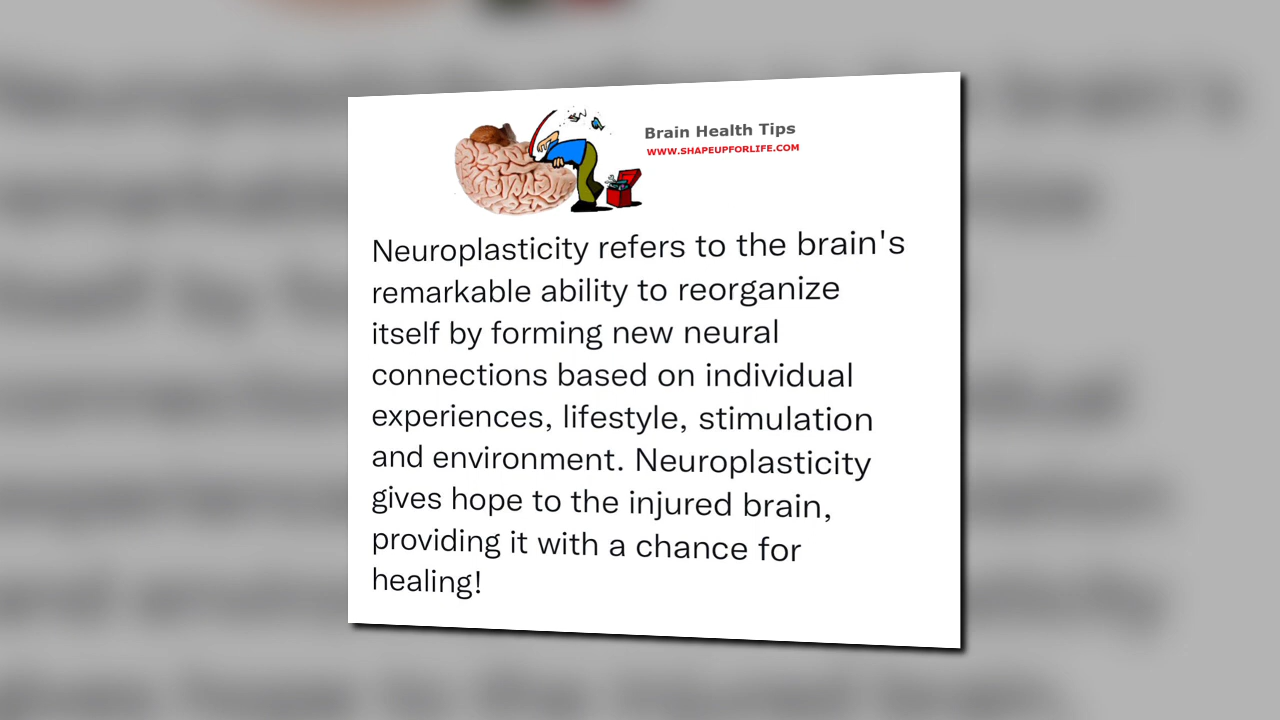 Brain Health Tips
WWW.SHAPEUPFORLIFE.COM
Neuroplasticity refers to the brain's
remarkable ability to reorganize
itself by forming new neural
connections based on individual
experiences, lifestyle, stimulation
and environment. Neuroplasticity
gives hope to the injured brain,
providing it with a chance for
healing!